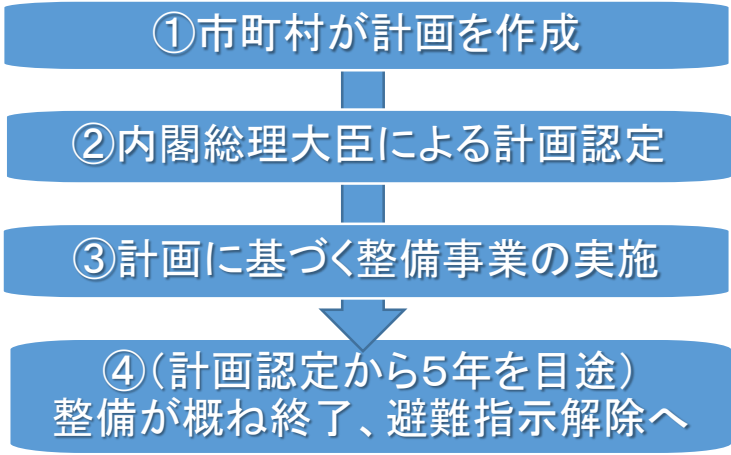 ①市町村が計画を作成
②内閣総理大臣による計画認定
③計画に基づく整備事業の実施
④(計画認定から5年を目途)
整備が概ね終了、避難指示解除へ